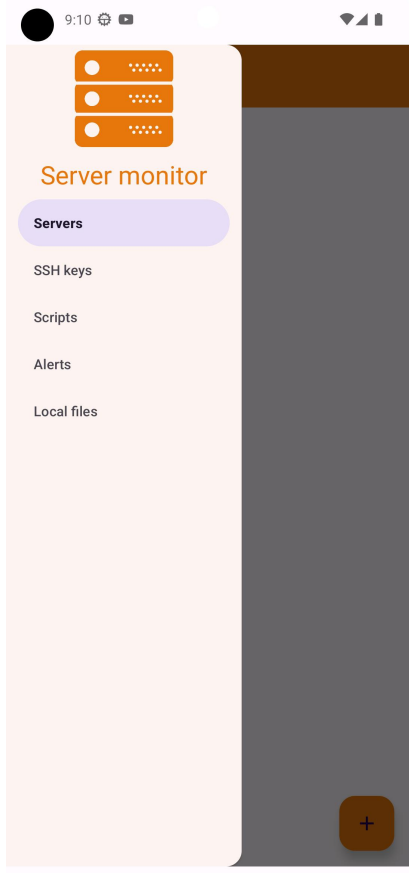 9:10
Server monitor
Servers
SSH keys
Scripts
Alerts
Local files
+